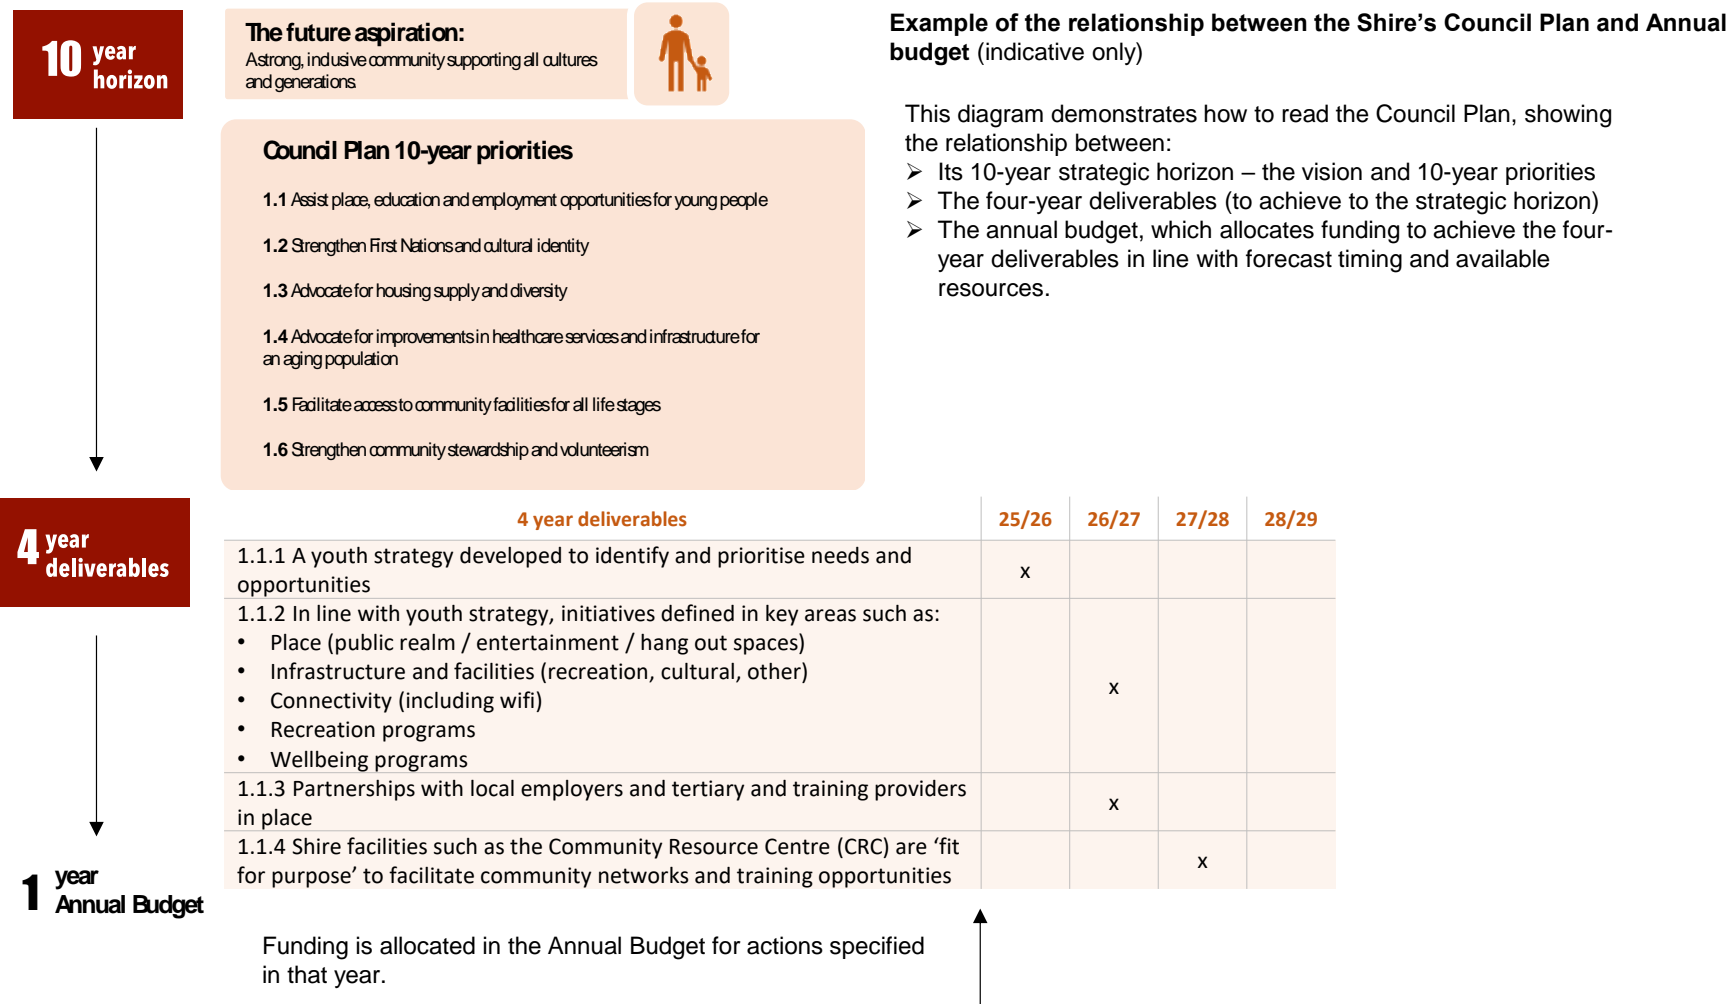 10 year
horizon
The future aspiration:
A strong, inclusive community supporting all cultures
and generations.
Council Plan 10-year priorities
1.1 Assist place, education and employment opportunities for young people
1.2 Strengthen First Nations and cultural identity
1.3 Advocate for housing supply and diversity
1.4 Advocate for improvements in healthcare services and infrastructure for
an aging population
1.5 Facilitate access to community facilities for all life stages
1.6 Strengthen community stewardship and volunteerism
Example of the relationship between the Shire’s Council Plan and Annual
budget (indicative only)
This diagram demonstrates how to read the Council Plan, showing
the relationship between:
➢ Its 10-year strategic horizon – the vision and 10-year priorities
➢ The four-year deliverables (to achieve to the strategic horizon)
➢ The annual budget, which allocates funding to achieve the four-
year deliverables in line with forecast timing and available
resources.
4 year
deliverables
4 year deliverables 25/26 26/27 27/28 28/29
1.1.1 A youth strategy developed to identify and prioritise needs and
opportunities
x
1.1.2 In line with youth strategy, initiatives defined in key areas such as:
• Place (public realm / entertainment / hang out spaces)
• Infrastructure and facilities (recreation, cultural, other)
• Connectivity (including wifi)
• Recreation programs
• Wellbeing programs
x
1.1.3 Partnerships with local employers and tertiary and training providers
in place
x
1.1.4 Shire facilities such as the Community Resource Centre (CRC) are ‘fit
for purpose’ to facilitate community networks and training opportunities
x
1 year
Annual Budget
Funding is allocated in the Annual Budget for actions specified
in that year.